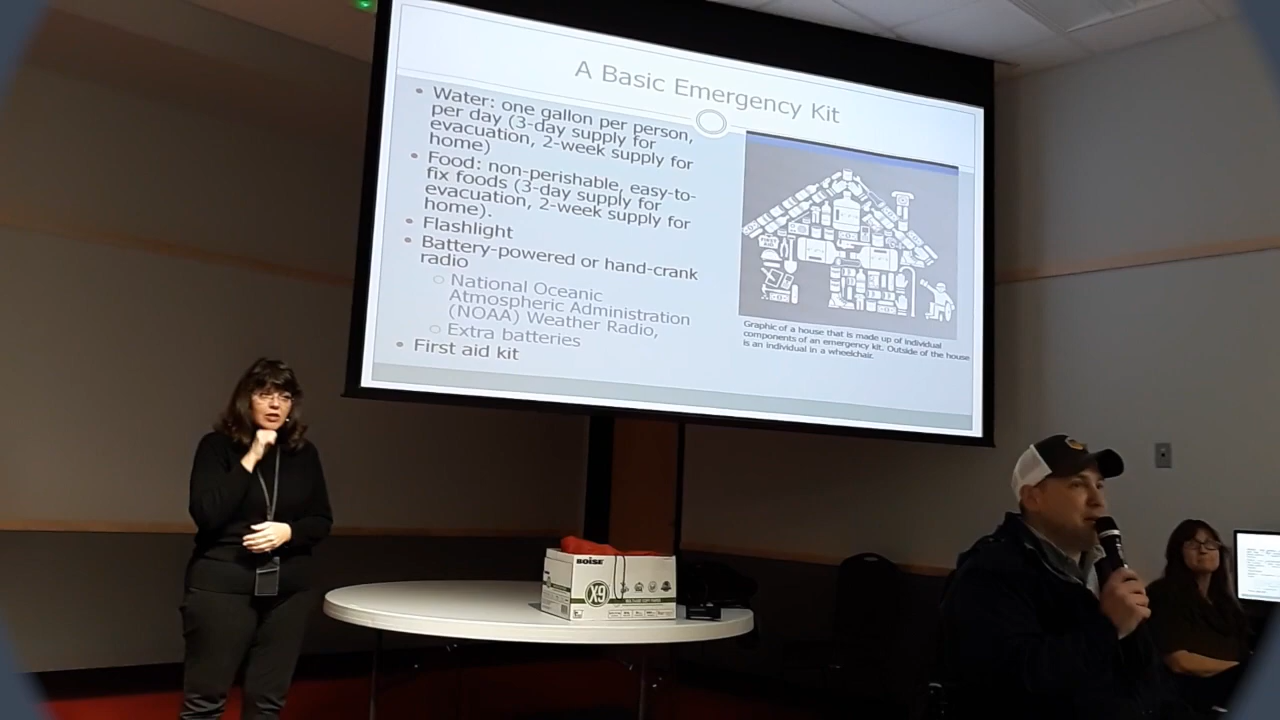 A Basic Emergency Kit
• Water: one gallon per person,
per day (3-day supply for
evacuation, 2-week supply for
home)
• Food: non-perishable, easy-to-
fix foods (3-day supply for
evacuation, 2-week supply for
home).
• Flashlight
• Battery-powered or hand-crank
radio
○ National Oceanic
Atmospheric Administration
(NOAA) Weather Radio,
○ Extra batteries
• First aid kit
Graphic of a house that is made up of individual
components of an emergency kit. Outside of the house
is an individual in a wheelchair.
BOISE
X9